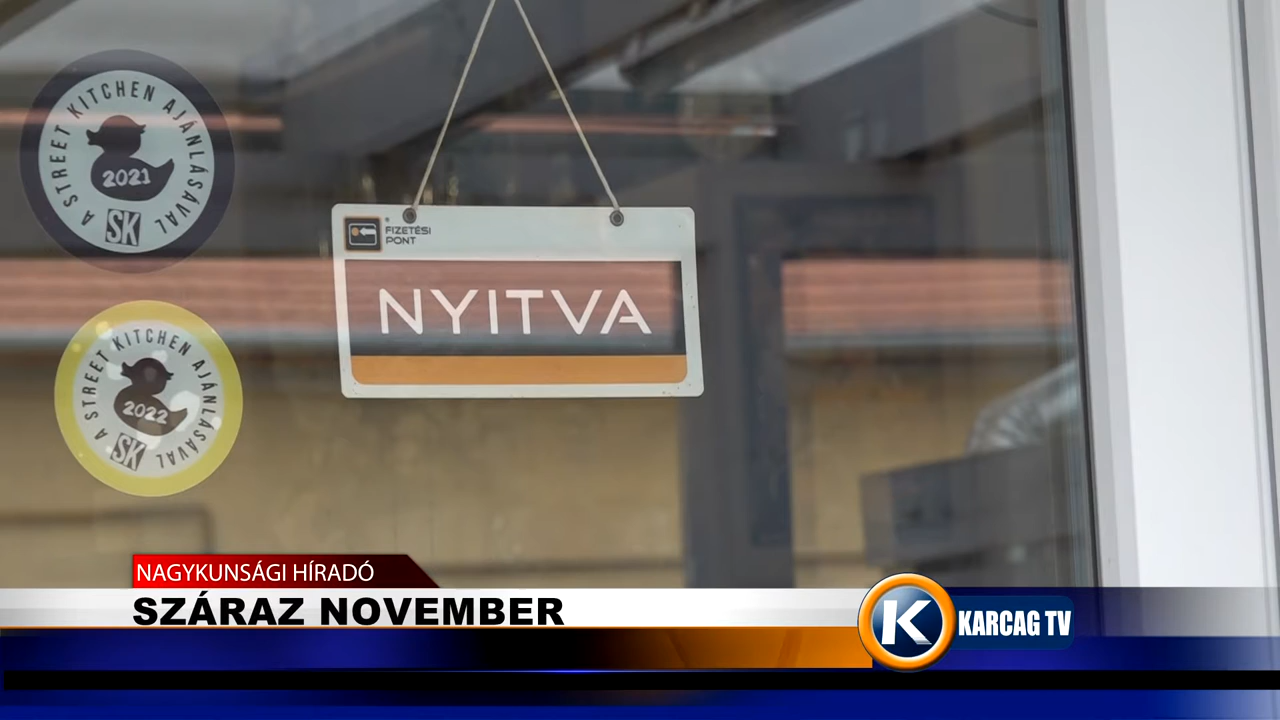 A STREET KITCHEN AJÁNLÁSÁVAL
2021
SK
FIZETÉSI
PONT
NYITVA
A STREET KITCHEN AJÁNLÁSÁVAL
2022
SK
NAGYKUNSÁGI HÍRADÓ
SZÁRAZ NOVEMBER
K KARCAG TV